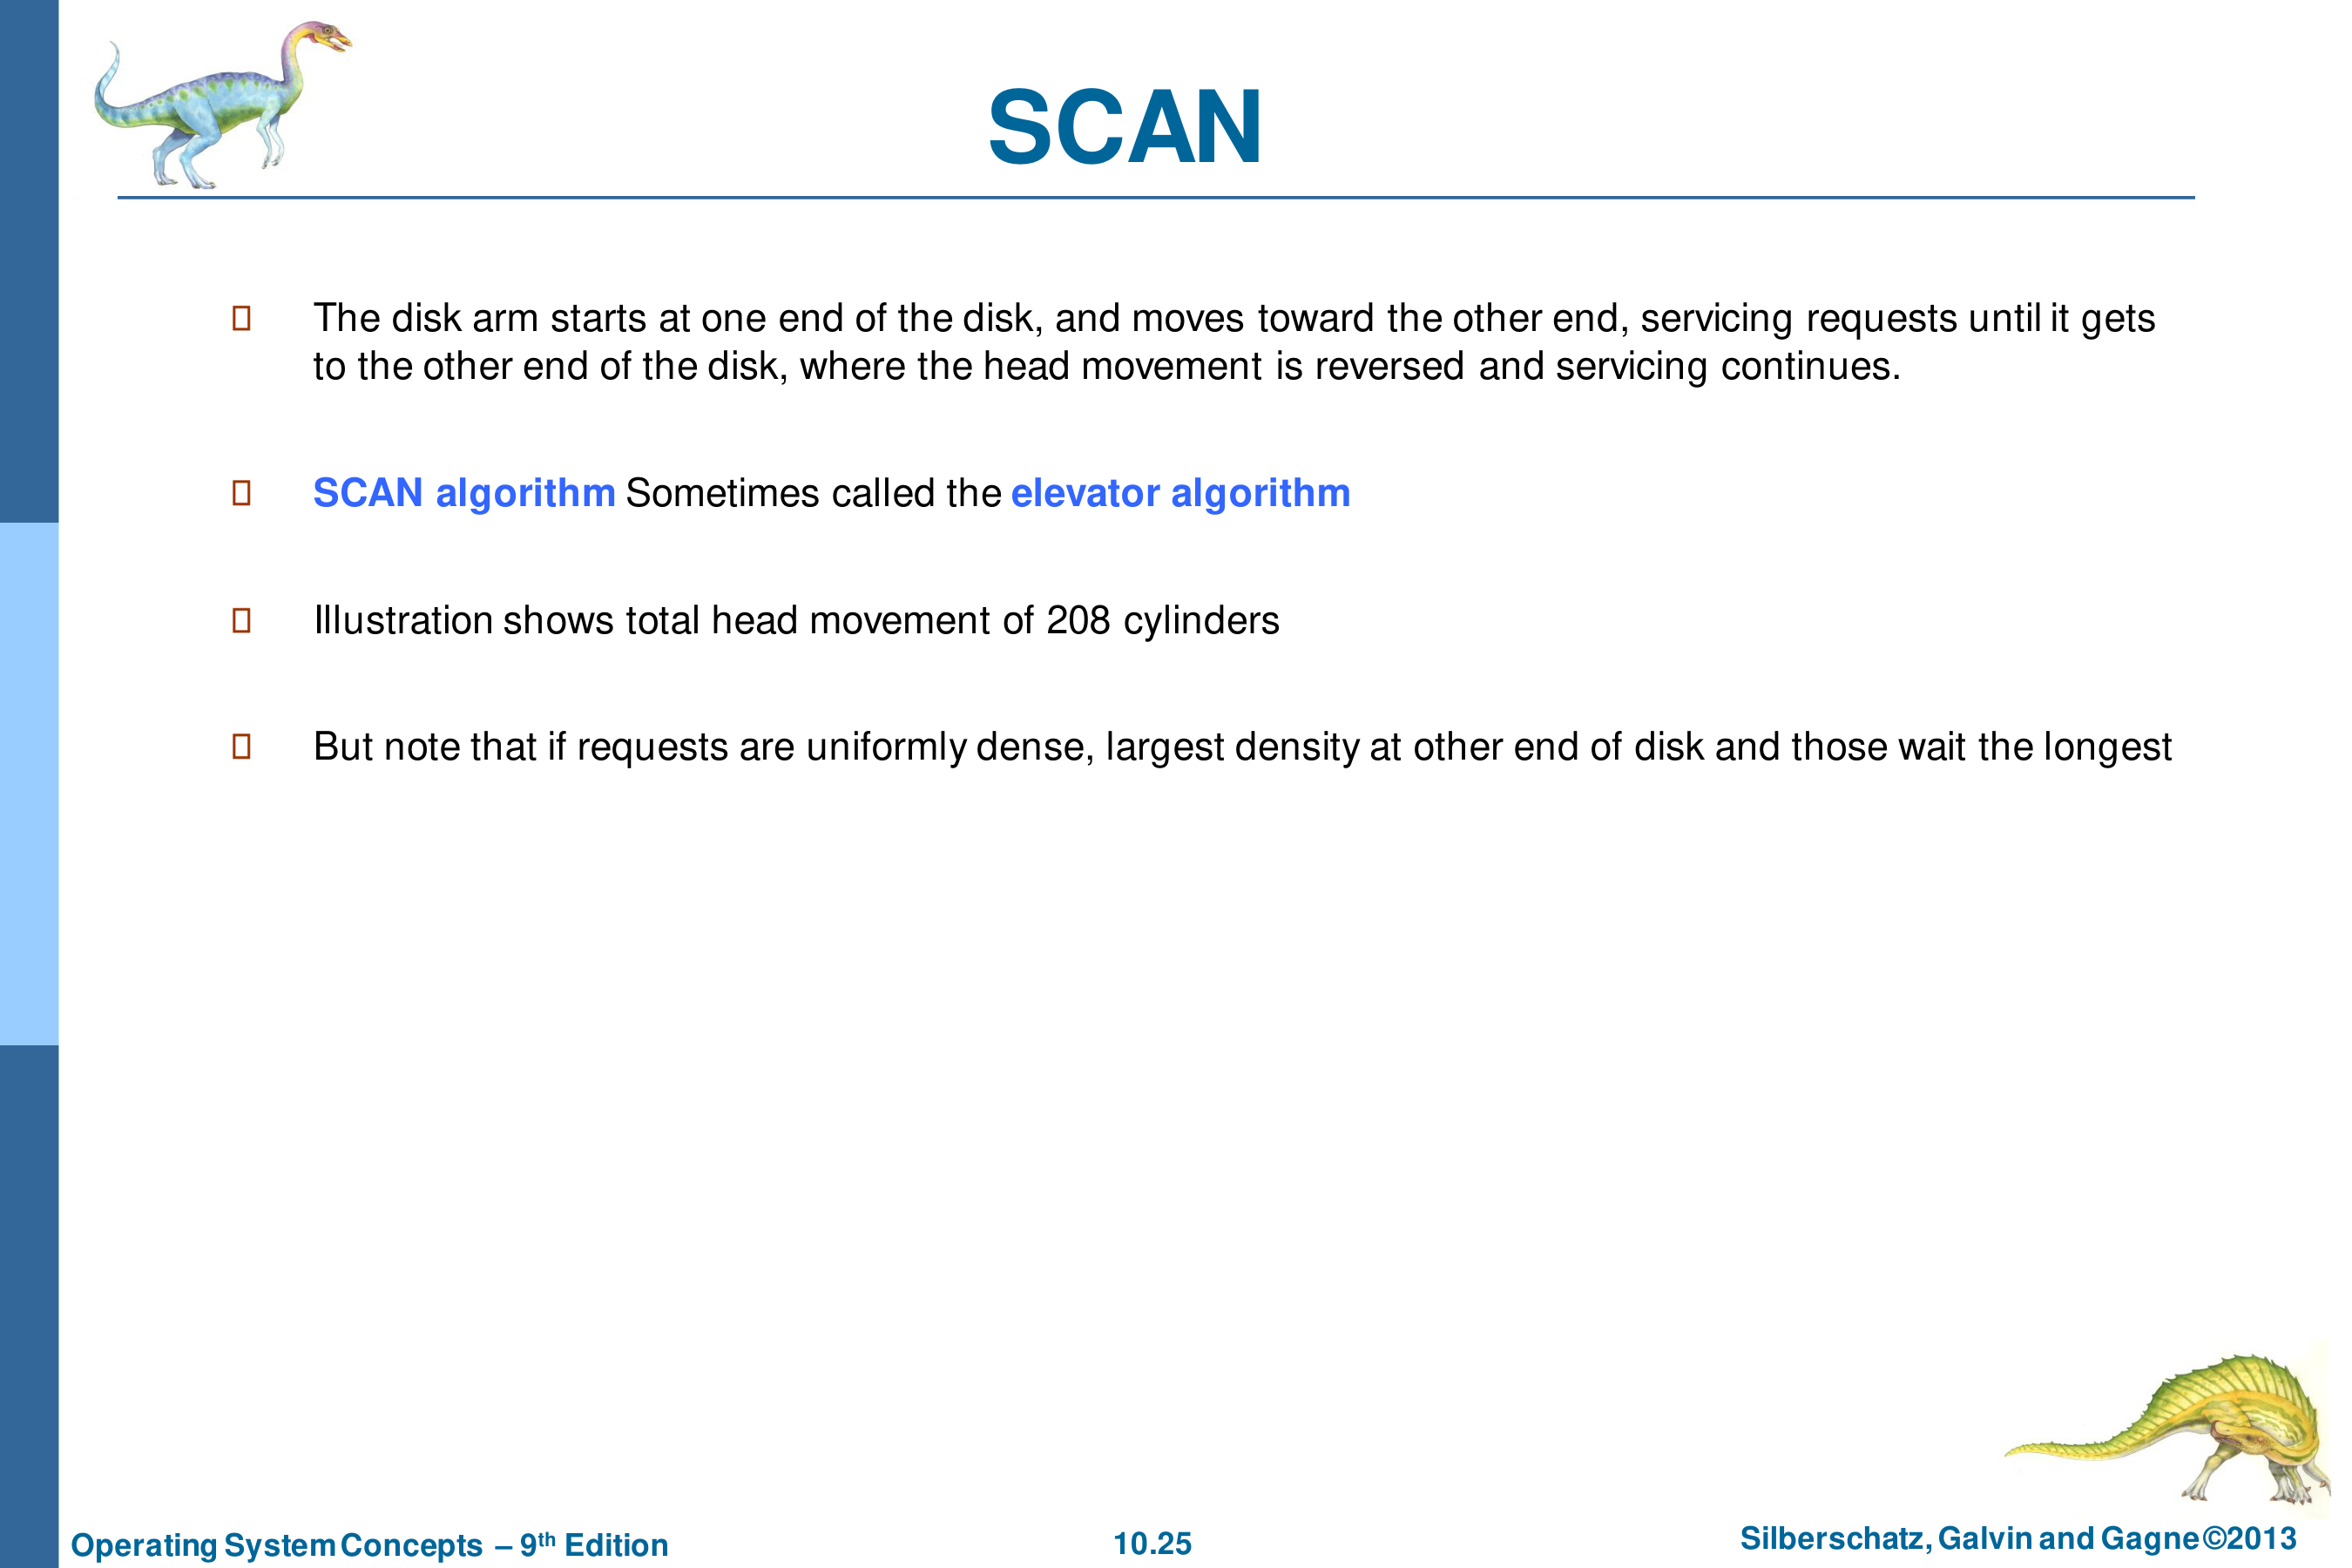 SCAN
The disk arm starts at one end of the disk, and moves toward the other end, servicing requests until it gets
to the other end of the disk, where the head movement is reversed and servicing continues.
SCAN algorithm Sometimes called the elevator algorithm
Illustration shows total head movement of 208 cylinders
But note that if requests are uniformly dense, largest density at other end of disk and those wait the longest
Operating System Concepts – 9th Edition
10.25
Silberschatz, Galvin and Gagne ©2013